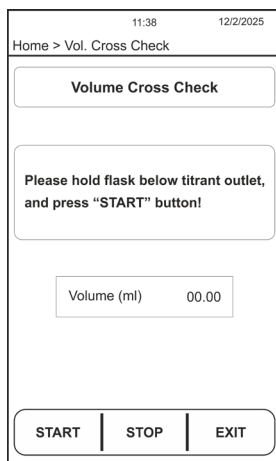 11:38 12/2/2025
Home > Vol. Cross Check
Volume Cross Check
Please hold flask below titrant outlet,
and press “START” button!
Volume (ml) 00.00
START STOP EXIT